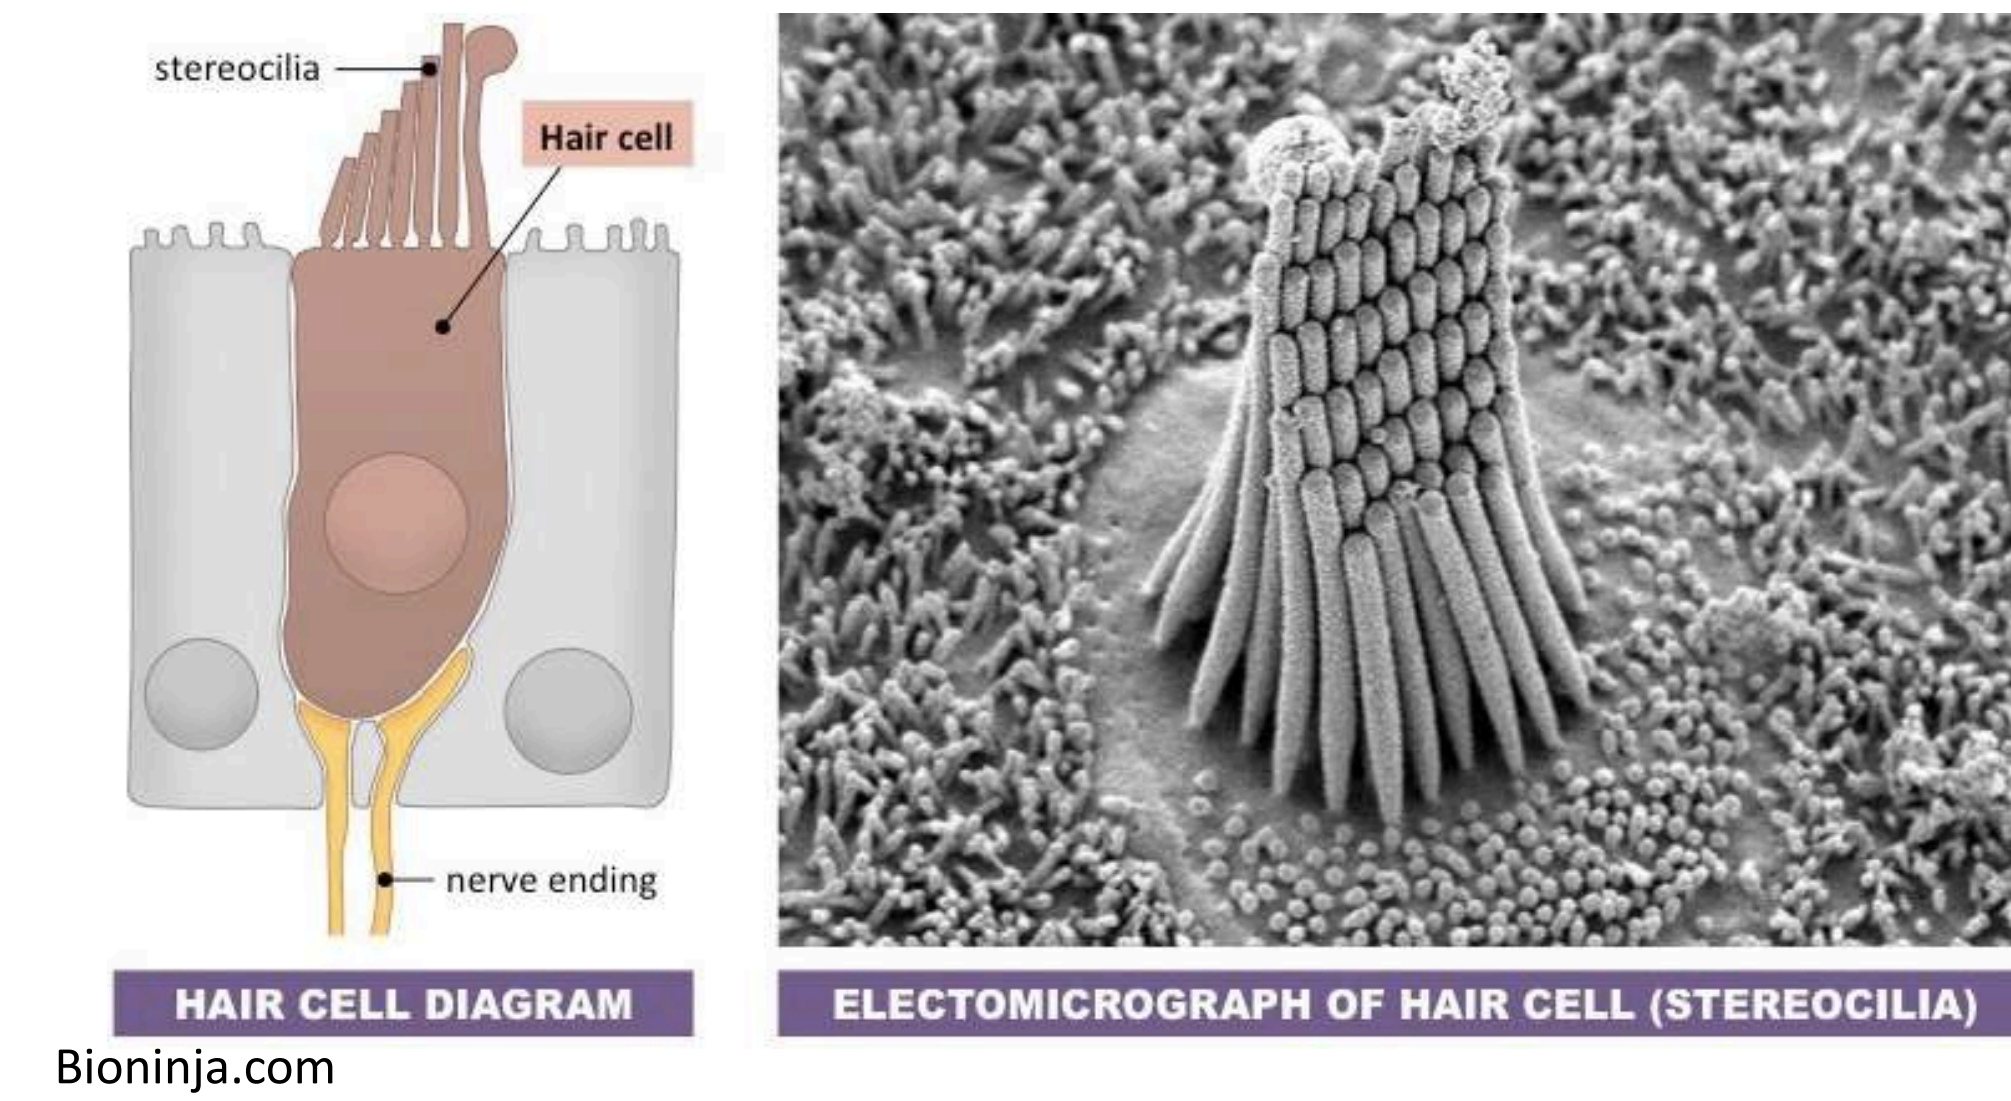 stereocilia
Hair cell
nerve ending
HAIR CELL DIAGRAM
ELECTOMICROGRAPH OF HAIR CELL (STEREOCILIA)
Bioninja.com